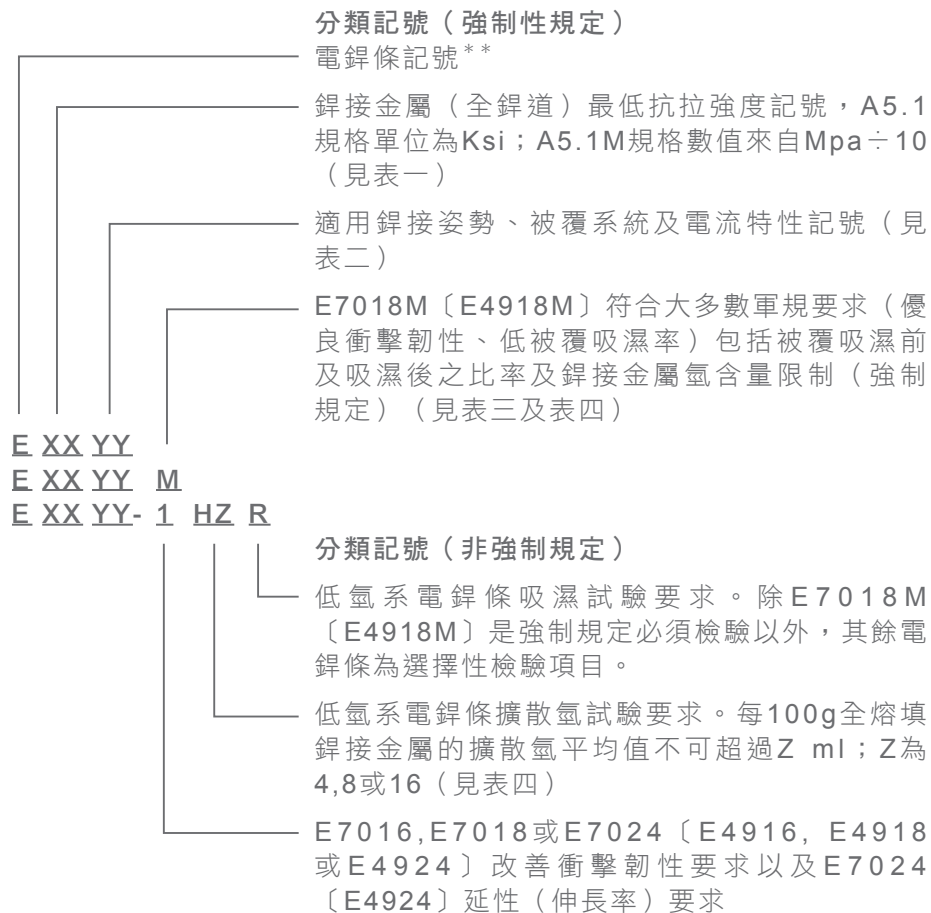 分類記號（強制性規定）
電銲條記號**
銲接金屬（全銲道）最低抗拉強度記號，A5.1
規格單位為Ksi；A5.1M規格數值來自Mpa÷10
（見表一）
適用銲接姿勢、被覆系統及電流特性記號（見
表二）
E7018M〔E4918M〕符合大多數軍規要求（優
良衝擊韌性、低被覆吸濕率）包括被覆吸濕前
及吸濕後之比率及銲接金屬氫含量限制（強制
規定）（見表三及表四）
E XX YY
E XX YY M
E XX YY- 1 HZ R
分類記號（非強制規定）
低氫系電銲條吸濕試驗要求。除E7018M
〔E4918M〕是強制規定必須檢驗以外，其餘電
銲條為選擇性檢驗項目。
低氫系電銲條擴散氫試驗要求。每100g全熔填
銲接金屬的擴散氫平均值不可超過Z ml；Z為
4,8或16（見表四）
E7016,E7018或E7024〔E4916, E4918
或E4924〕改善衝擊韌性要求以及E7024
〔E4924〕延性（伸長率）要求